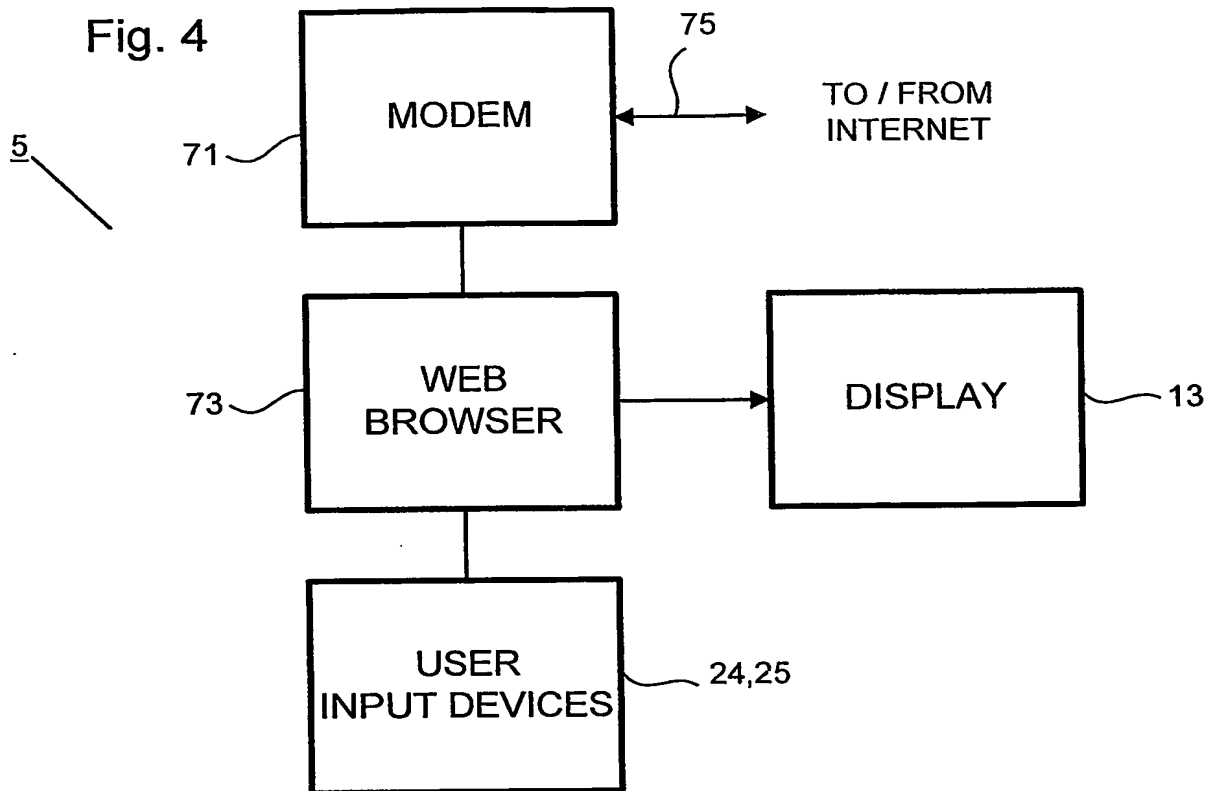 Fig. 4
75
MODEM
TO / FROM
INTERNET
71
5
WEB
BROWSER
73
DISPLAY
13
USER
INPUT DEVICES
24,25